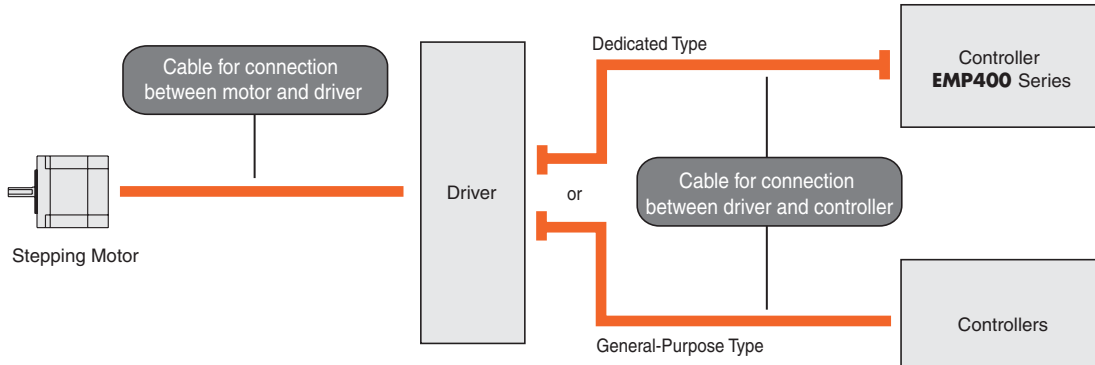 Cable for connection
between motor and driver
Stepping Motor
Driver
or
Dedicated Type
Cable for connection
between driver and controller
General-Purpose Type
Controller
EMP400 Series
Controllers